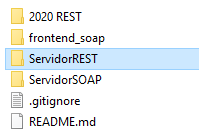 2020 REST
frontend_soap
ServidorREST
ServidorSOAP
.gitignore
README.md